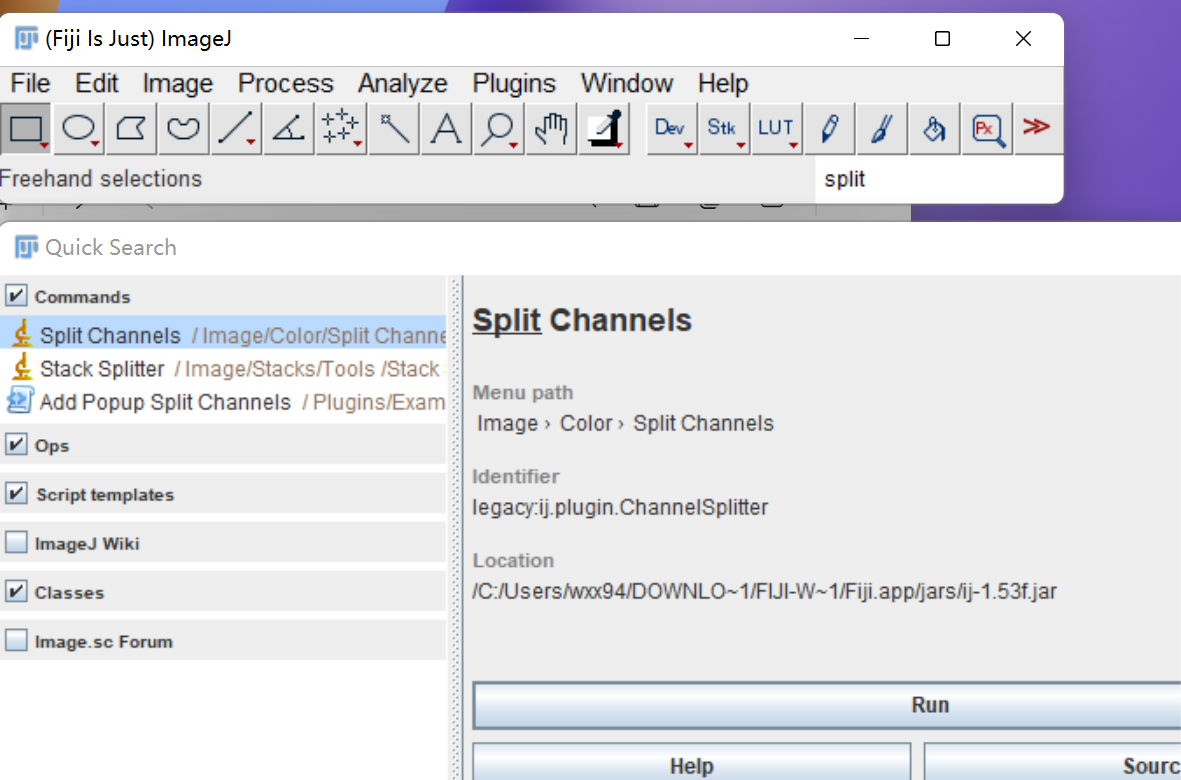 (Fiji Is Just) ImageJ
File Edit Image Process Analyze Plugins Window Help
A Dev Stk LUT Px >>
Freehand selections split
Quick Search
Commands
Split Channels / Image/Color/Split Channe
Stack Splitter / Image/Stacks/Tools /Stack
Add Popup Split Channels / Plugins/Exam
Ops
Script templates
ImageJ Wiki
Classes
Image.sc Forum
Split Channels
Menu path
Image › Color › Split Channels
Identifier
legacy:ij.plugin.ChannelSplitter
Location
/C:/Users/wxx94/DOWNLO~1/FIJI-W~1/Fiji.app/jars/ij-1.53f.jar
Run
Help Sourc